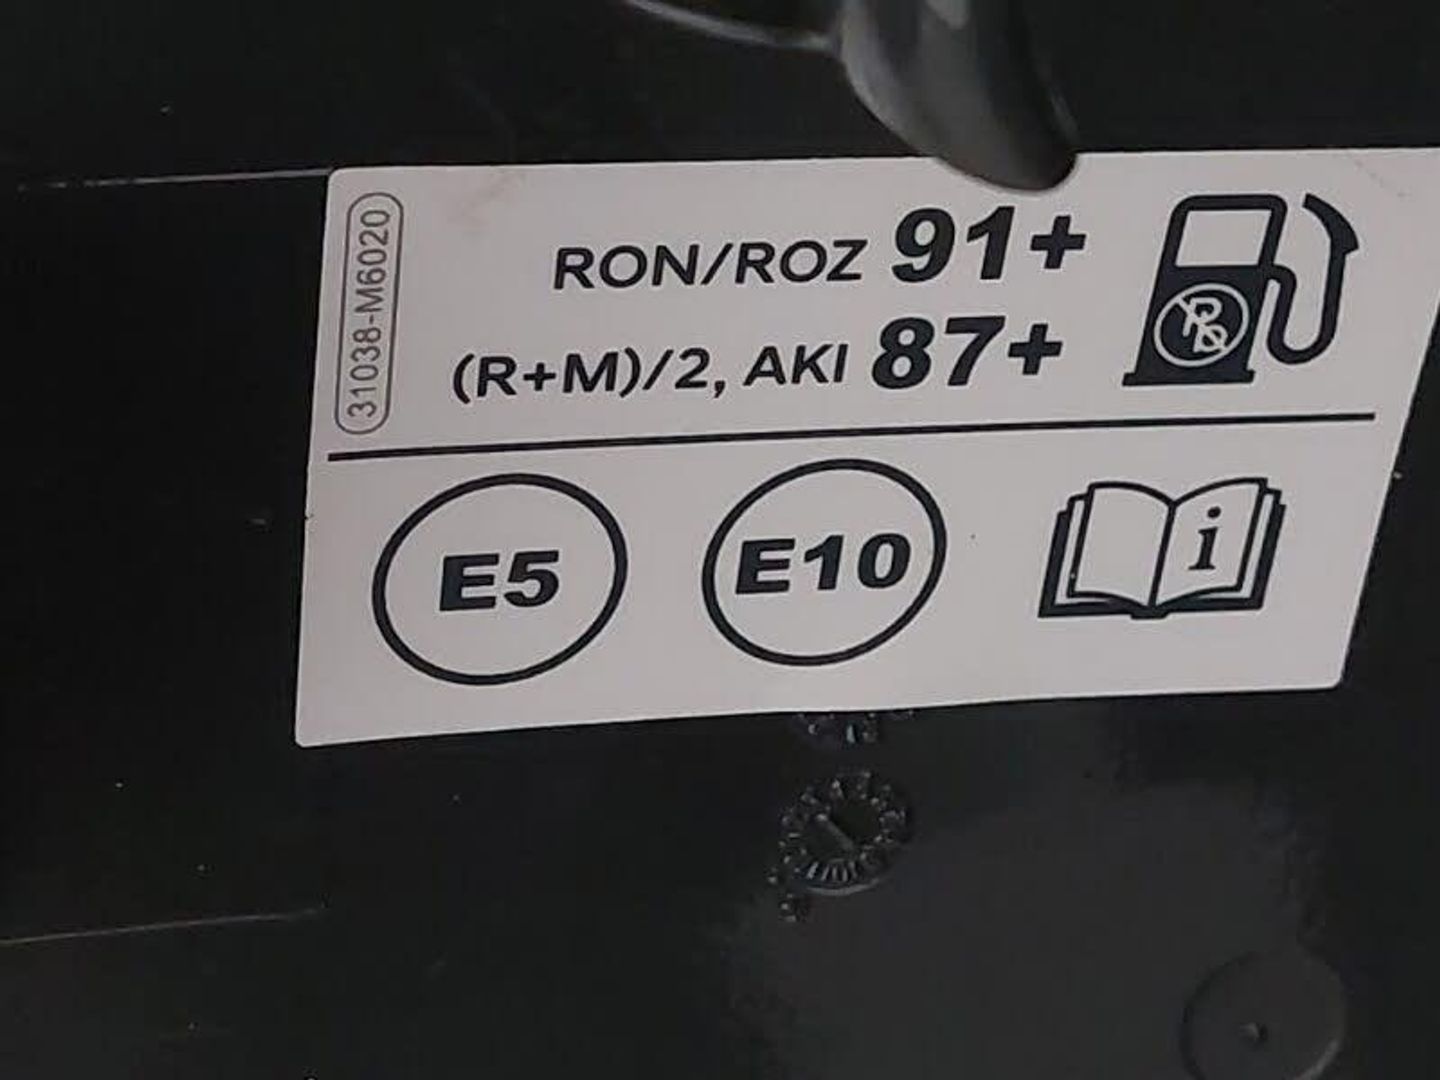 31038-M6020
RON/ROZ 91+
(R+M)/2, AKI 87+
Pb
E5
E10
i